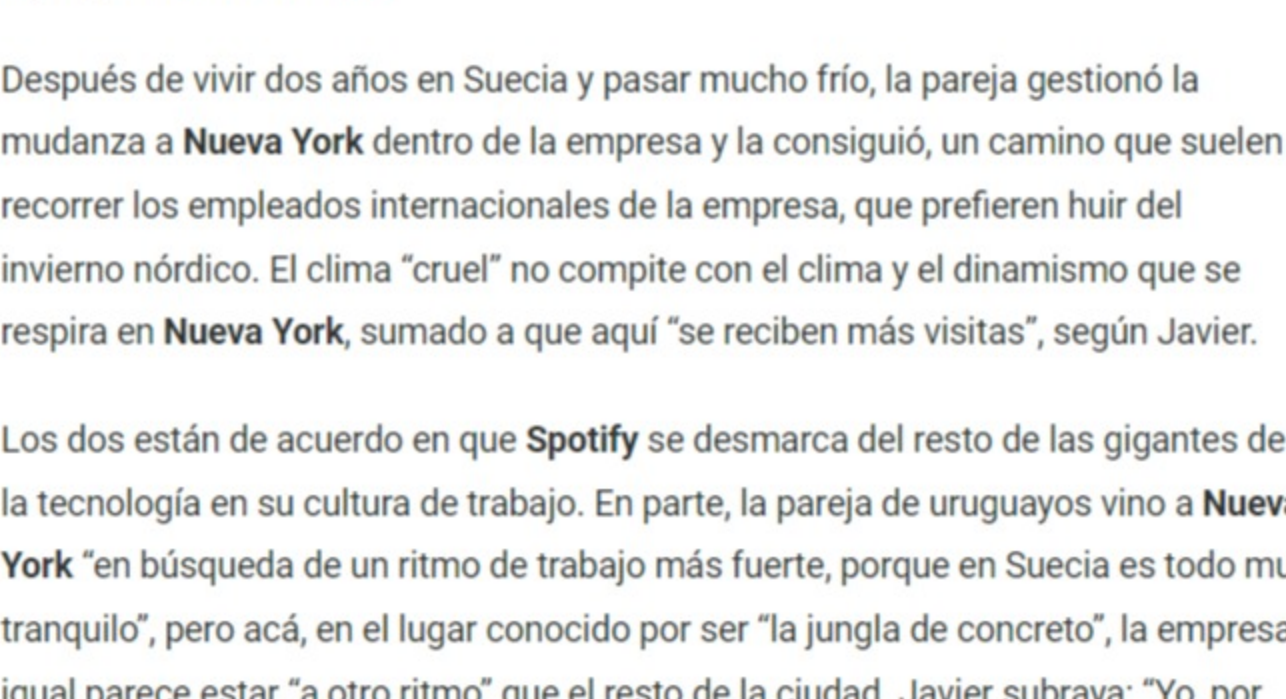 Después de vivir dos años en Suecia y pasar mucho frío, la pareja gestionó la
mudanza a Nueva York dentro de la empresa y la consiguió, un camino que suelen
recorrer los empleados internacionales de la empresa, que prefieren huir del
invierno nórdico. El clima “cruel” no compite con el clima y el dinamismo que se
respira en Nueva York, sumado a que aquí “se reciben más visitas”, según Javier.
Los dos están de acuerdo en que Spotify se desmarca del resto de las gigantes de
la tecnología en su cultura de trabajo. En parte, la pareja de uruguayos vino a
York “en búsqueda de un ritmo de trabajo más fuerte, porque en Suecia es todo
tranquilo”, pero acá, en el lugar conocido por ser “la jungla de concreto”, la empresa
igual parece estar “a otro ritmo” que el resto de la ciudad. Javier subraya: “Yo, por